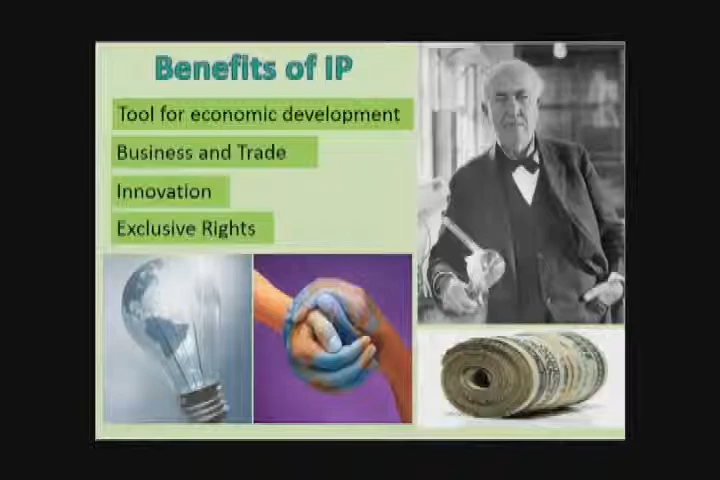 Benefits of IP
Tool for economic development
Business and Trade
Innovation
Exclusive Rights